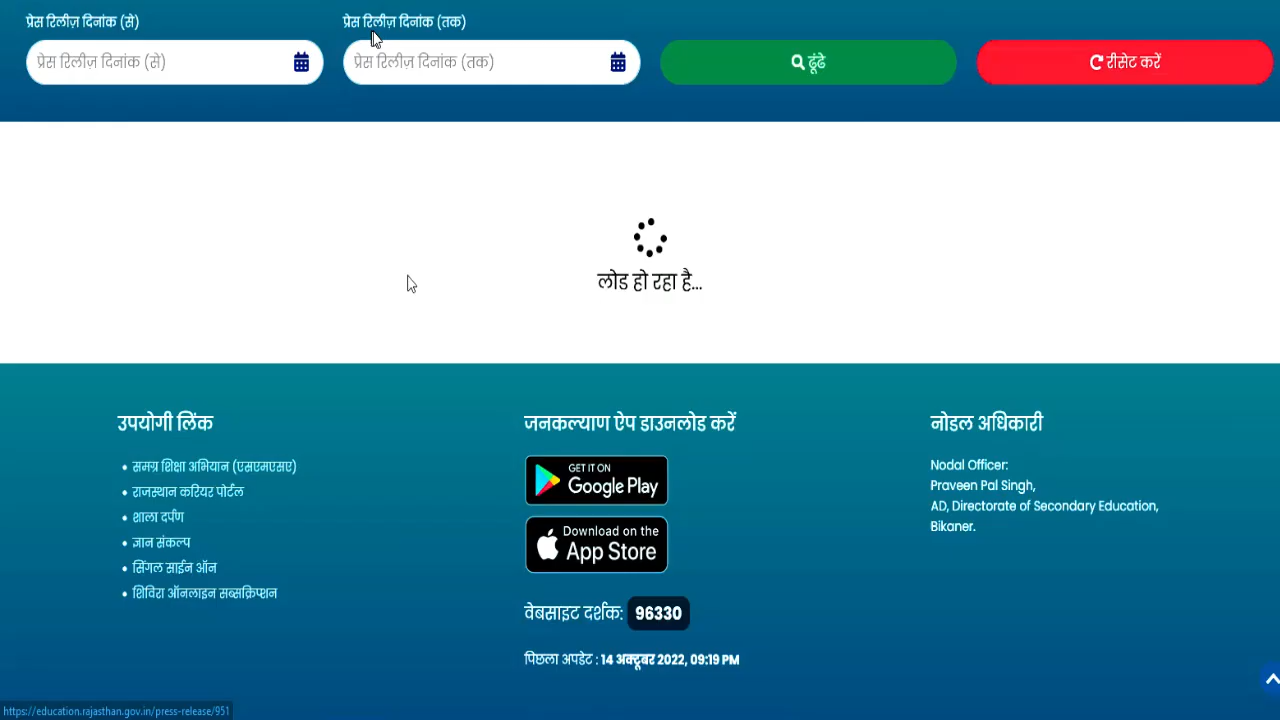 प्रेस रिलीज़ दिनांक (से)
प्रेस रिलीज़ दिनांक (तक)
प्रेस रिलीज़ दिनांक (से)
प्रेस रिलीज़ दिनांक (तक)
ढूंढे
रीसेट करें
लोड हो रहा है...
उपयोगी लिंक
समग्र शिक्षा अभियान (एसएमएसए)
राजस्थान करियर पोर्टल
शाला दर्पण
ज्ञान संकल्प
सिंगल साईन ऑन
शिविरा ऑनलाइन सब्सक्रिप्शन
जनकल्याण ऐप डाउनलोड करें
GET IT ON
Google Play
Download on the
App Store
वेबसाइट दर्शक: 96330
पिछला अपडेट : 14 अक्टूबर 2022, 09:19 PM
नोडल अधिकारी
Nodal Officer:
Praveen Pal Singh,
AD, Directorate of Secondary Education,
Bikaner.
https://education.rajasthan.gov.in/press-release/951